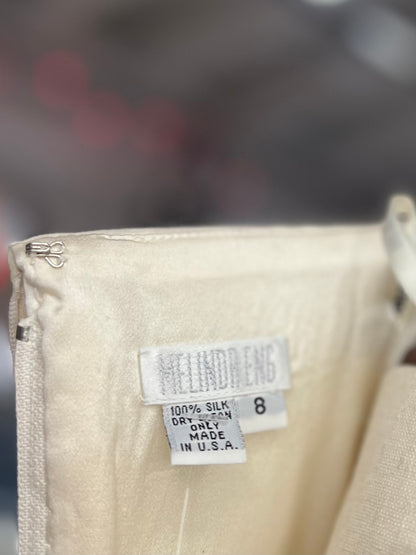 MELINDA ENG
100% SILK
DRY CLEAN
ONLY
MADE
IN U.S.A.
8